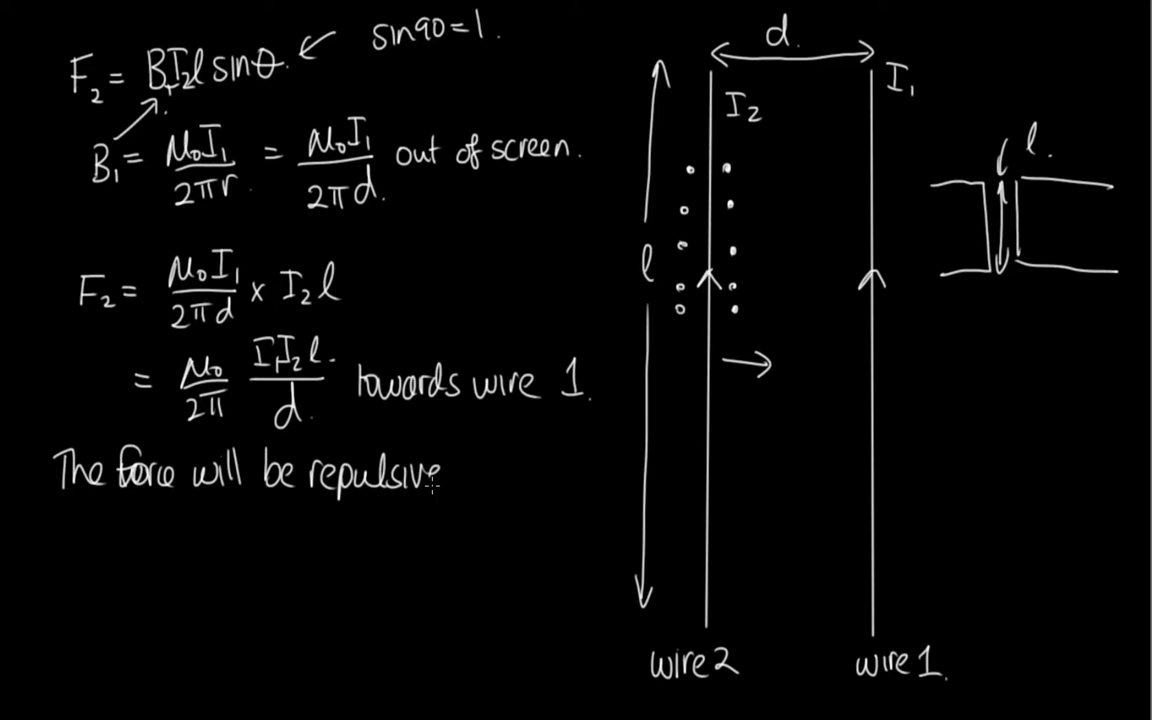 F₂ = B₁I₂l sinθ. sin90 = 1.
B₁ = μ₀I₁ / 2πr. = μ₀I₁ / 2πd. out of screen.
F₂ = μ₀I₁ / 2πd × I₂l
= μ₀ / 2π I₁I₂l. / d. towards wire 1.
The force will be repulsive
d.
I₂
I₁
l
l.
wire 2
wire 1.